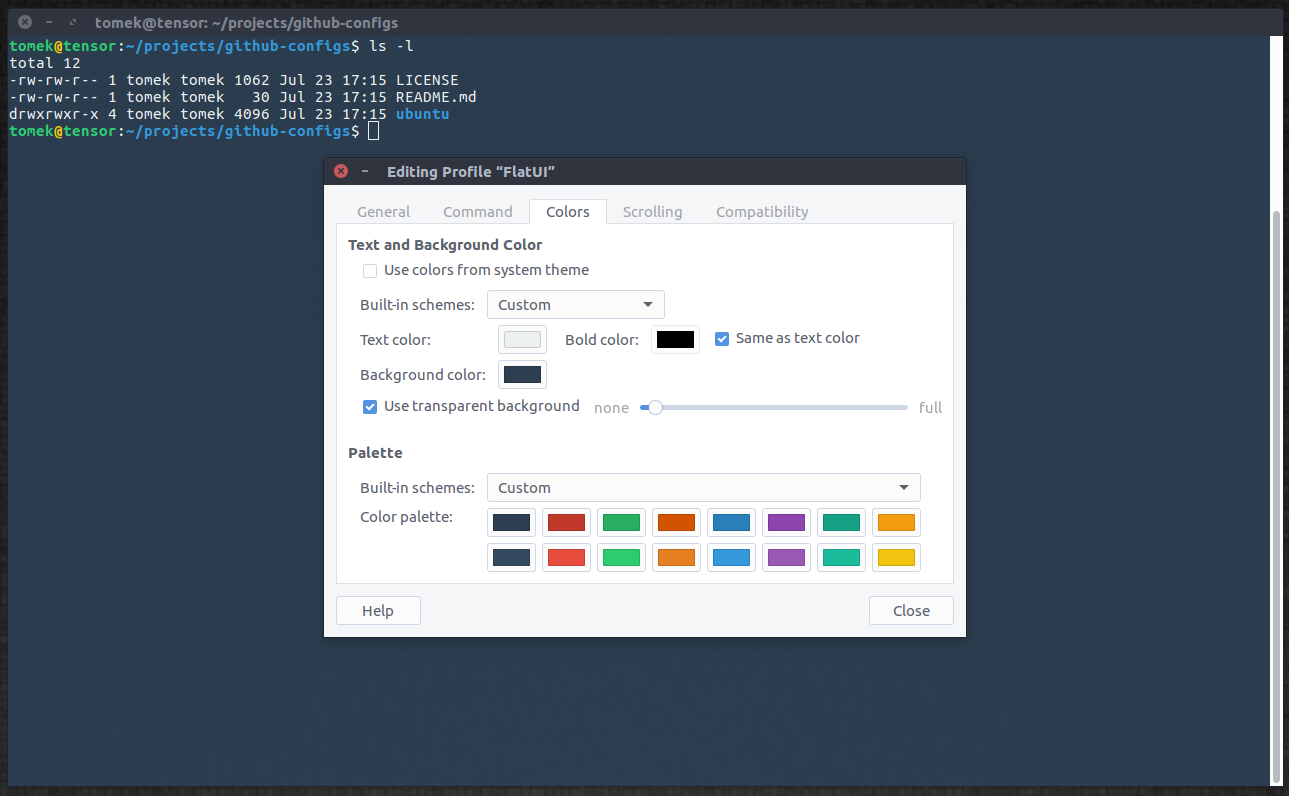 tomek@tensor: ~/projects/github-configs
tomek@tensor:~/projects/github-configs$ ls -l
total 12
-rw-rw-r-- 1 tomek tomek 1062 Jul 23 17:15 LICENSE
-rw-rw-r-- 1 tomek tomek   30 Jul 23 17:15 README.md
drwxrwxr-x 4 tomek tomek 4096 Jul 23 17:15 ubuntu
tomek@tensor:~/projects/github-configs$
Editing Profile “FlatUI”
General Command Colors Scrolling Compatibility
Text and Background Color
Use colors from system theme
Built-in schemes: Custom
Text color: Bold color: Same as text color
Background color:
Use transparent background none full
Palette
Built-in schemes: Custom
Color palette:
Help Close